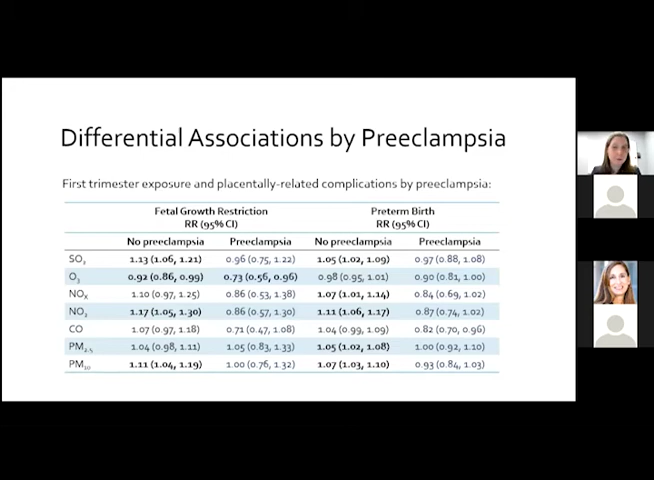 Differential Associations by Preeclampsia
First trimester exposure and placentally-related complications by preeclampsia:
Fetal Growth Restriction Preterm Birth
RR (95% CI) RR (95% CI)
No preeclampsia Preeclampsia No preeclampsia Preeclampsia
SO₂ 1.13 (1.06, 1.21) 0.96 (0.75, 1.22) 1.05 (1.02, 1.09) 0.97 (0.88, 1.08)
O₃ 0.92 (0.86, 0.99) 0.73 (0.56, 0.96) 0.98 (0.95, 1.01) 0.90 (0.81, 1.00)
NOₓ 1.10 (0.97, 1.25) 0.86 (0.53, 1.38) 1.07 (1.01, 1.14) 0.84 (0.69, 1.02)
NO₂ 1.17 (1.05, 1.30) 0.86 (0.57, 1.30) 1.11 (1.06, 1.17) 0.87 (0.74, 1.02)
CO 1.07 (0.97, 1.18) 0.71 (0.47, 1.08) 1.04 (0.99, 1.09) 0.82 (0.70, 0.96)
PM₂.₅ 1.04 (0.98, 1.11) 1.05 (0.83, 1.33) 1.05 (1.02, 1.08) 1.00 (0.92, 1.10)
PM₁₀ 1.11 (1.04, 1.19) 1.00 (0.76, 1.32) 1.07 (1.03, 1.10) 0.93 (0.84, 1.03)